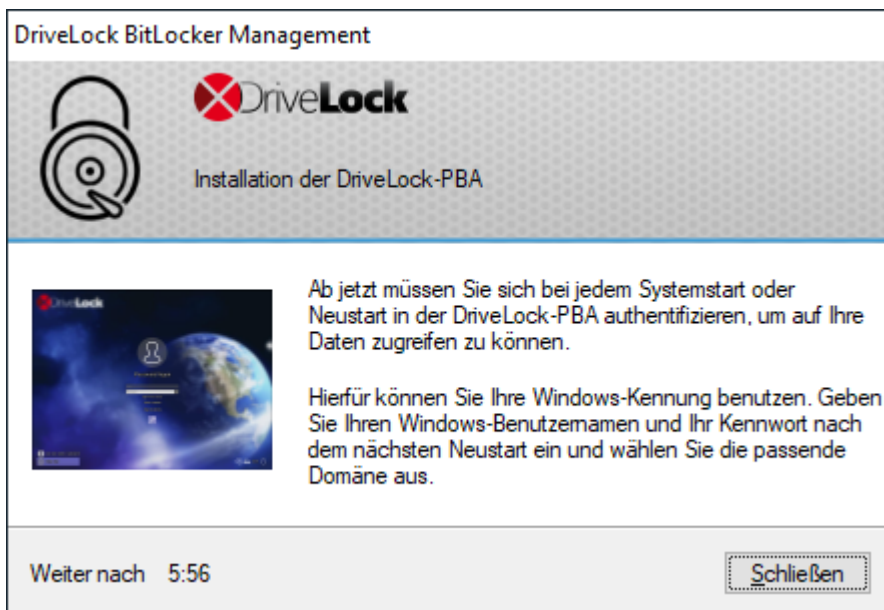 DriveLock BitLocker Management
DriveLock
Installation der DriveLock-PBA
DriveLock
Ab jetzt müssen Sie sich bei jedem Systemstart oder
Neustart in der DriveLock-PBA authentifizieren, um auf Ihre
Daten zugreifen zu können.
Hierfür können Sie Ihre Windows-Kennung benutzen. Geben
Sie Ihren Windows-Benutzernamen und Ihr Kennwort nach
dem nächsten Neustart ein und wählen Sie die passende
Domäne aus.
Weiter nach 5:56
Schließen